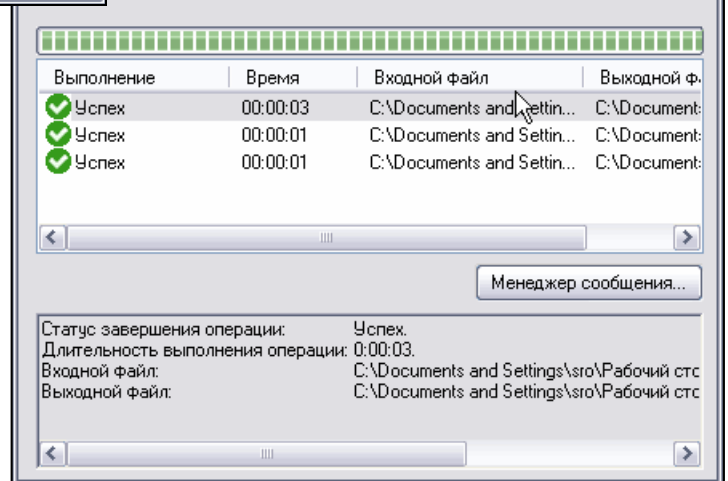 Выполнение Время Входной файл Выходной ф
Успех 00:00:03 C:\Documents and Settin... C:\Document
Успех 00:00:01 C:\Documents and Settin... C:\Document
Успех 00:00:01 C:\Documents and Settin... C:\Document
Менеджер сообщения...
Статус завершения операции: Успех.
Длительность выполнения операции: 0:00:03.
Входной файл: C:\Documents and Settings\sro\Рабочий сто
Выходной файл: C:\Documents and Settings\sro\Рабочий сто